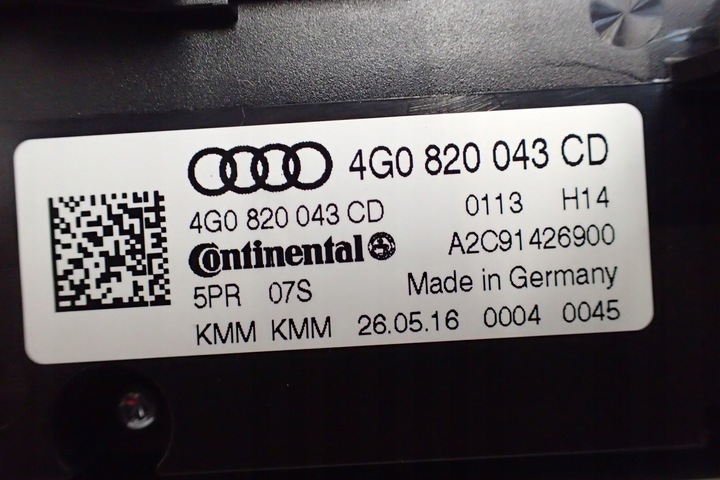 4G0 820 043 CD
4G0 820 043 CD 0113 H14
Continental A2C91426900
5PR 07S Made in Germany
KMM KMM 26.05.16 0004 0045